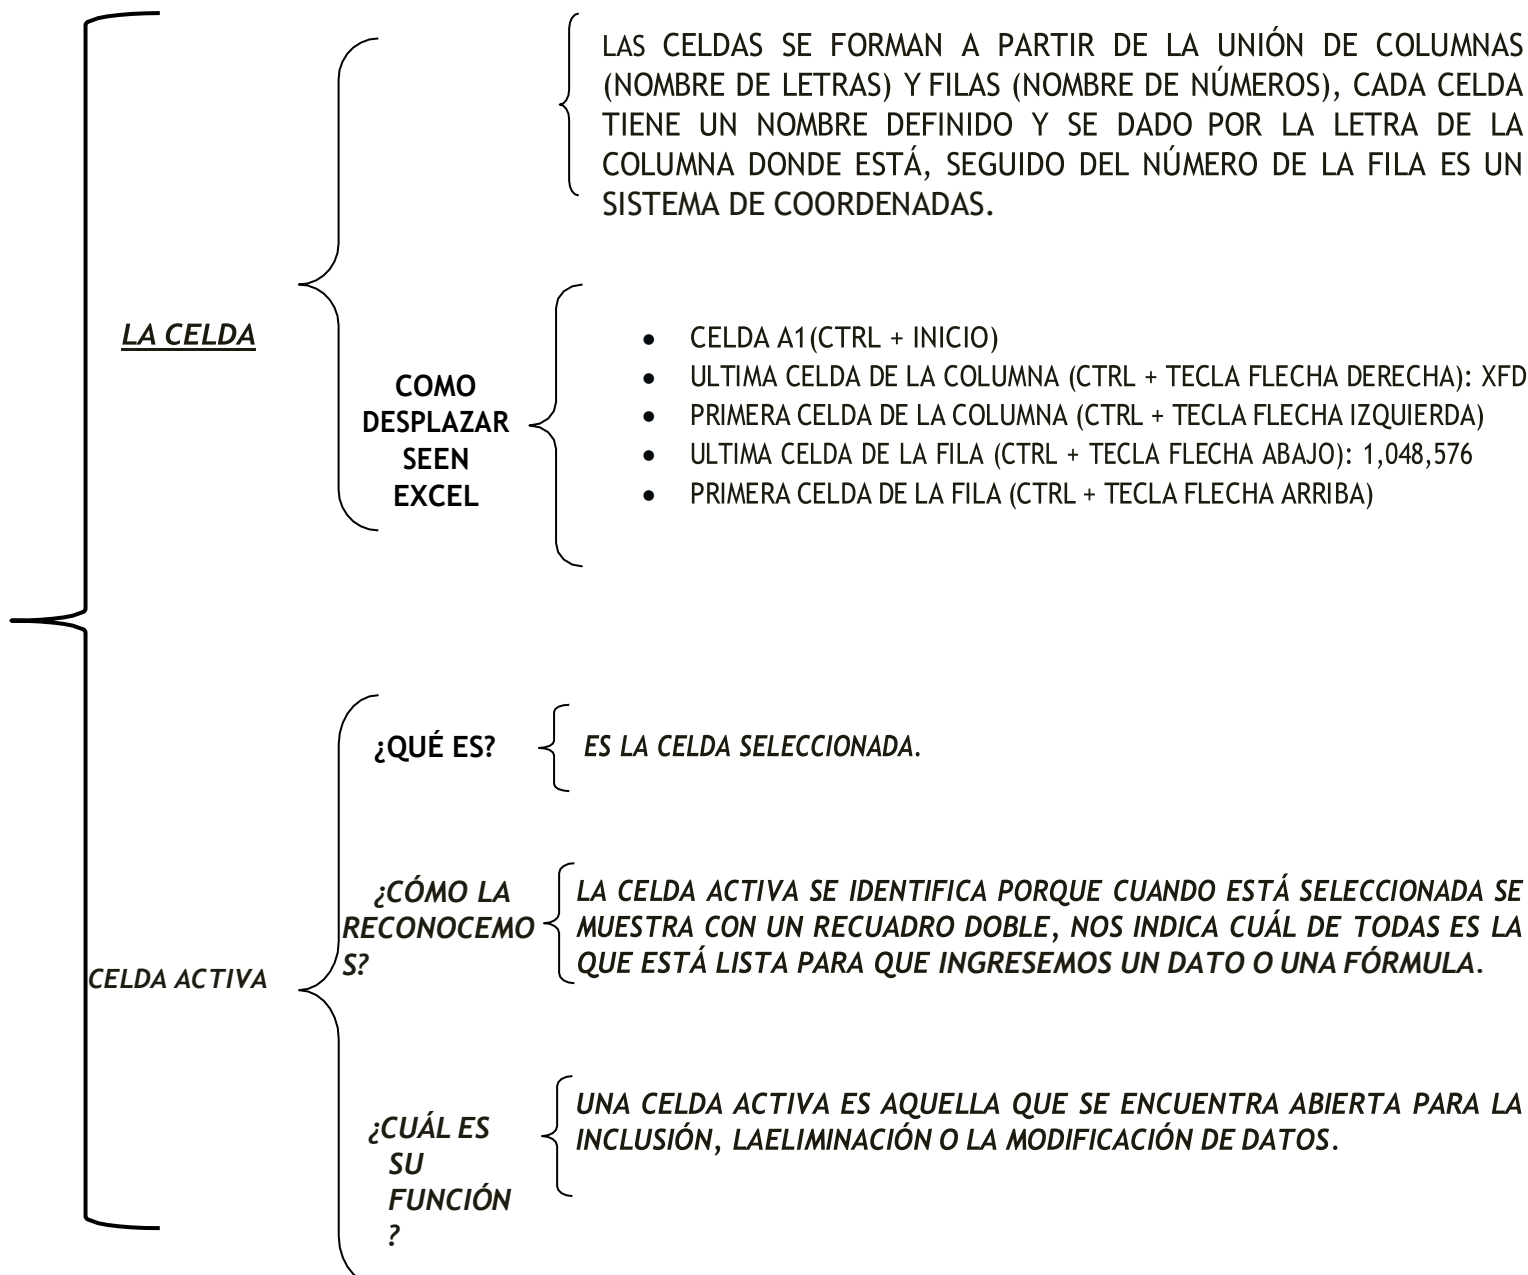 LAS CELDAS SE FORMAN A PARTIR DE LA UNIÓN DE COLUMNAS
(NOMBRE DE LETRAS) Y FILAS (NOMBRE DE NÚMEROS), CADA CELDA
TIENE UN NOMBRE DEFINIDO Y SE DADO POR LA LETRA DE LA
COLUMNA DONDE ESTÁ, SEGUIDO DEL NÚMERO DE LA FILA ES UN
SISTEMA DE COORDENADAS.
LA CELDA
COMO
DESPLAZAR
SEEN
EXCEL
• CELDA A1(CTRL + INICIO)
• ULTIMA CELDA DE LA COLUMNA (CTRL + TECLA FLECHA DERECHA): XFD
• PRIMERA CELDA DE LA COLUMNA (CTRL + TECLA FLECHA IZQUIERDA)
• ULTIMA CELDA DE LA FILA (CTRL + TECLA FLECHA ABAJO): 1,048,576
• PRIMERA CELDA DE LA FILA (CTRL + TECLA FLECHA ARRIBA)
CELDA ACTIVA
¿QUÉ ES?
ES LA CELDA SELECCIONADA.
¿CÓMO LA
RECONOCEMO
S?
LA CELDA ACTIVA SE IDENTIFICA PORQUE CUANDO ESTÁ SELECCIONADA SE
MUESTRA CON UN RECUADRO DOBLE, NOS INDICA CUÁL DE TODAS ES LA
QUE ESTÁ LISTA PARA QUE INGRESEMOS UN DATO O UNA FÓRMULA.
¿CUÁL ES
SU
FUNCIÓN
?
UNA CELDA ACTIVA ES AQUELLA QUE SE ENCUENTRA ABIERTA PARA LA
INCLUSIÓN, LAELIMINACIÓN O LA MODIFICACIÓN DE DATOS.